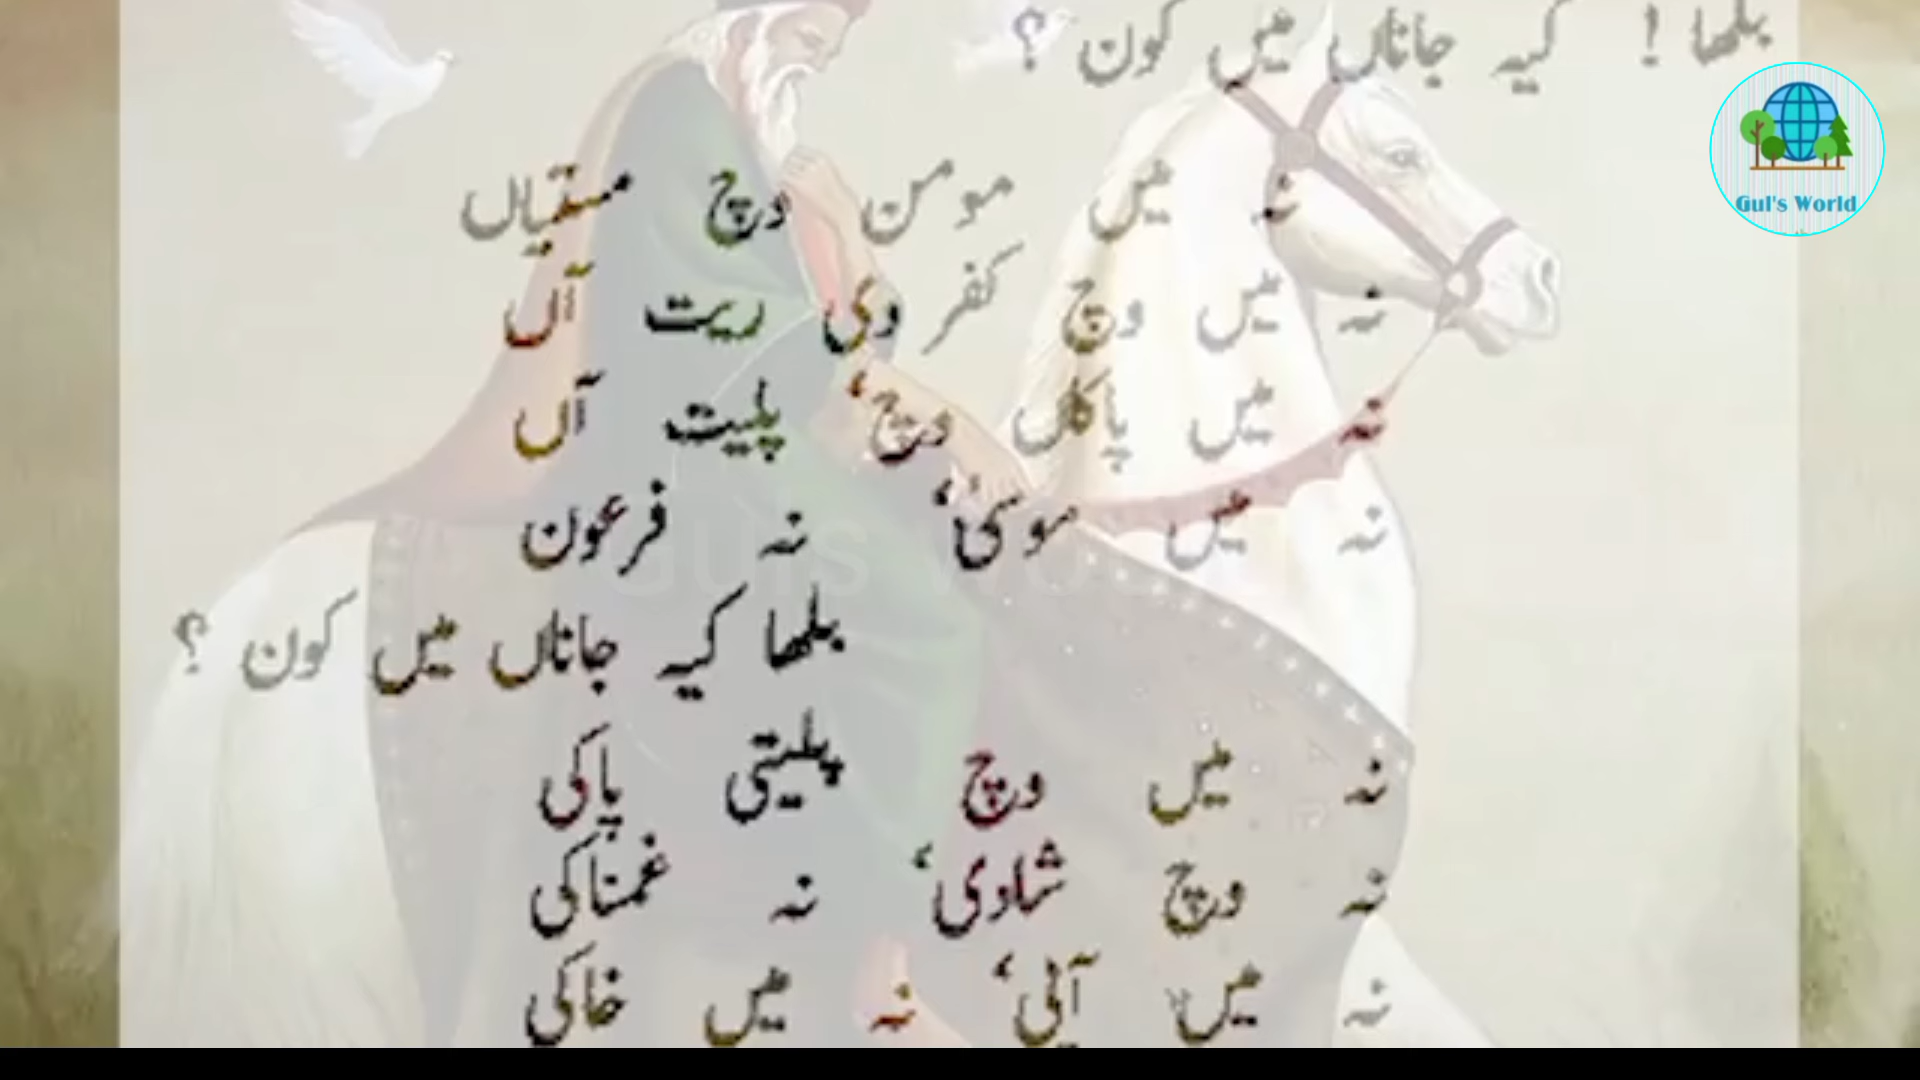 بلھا ! کیہ جاناں میں کون ؟
Gul's World
نہ میں مومن وچ مستیاں
نہ میں وچ کفر دی ریت آں
نہ میں پاکاں وچ، پلیت آں
نہ میں موسیٰ، نہ فرعون
بلھا کیہ جاناں میں کون ؟
نہ میں وچ پلیتی پاکی
نہ وچ شادی، نہ غمناکی
نہ میں آبی، نہ میں خاکی